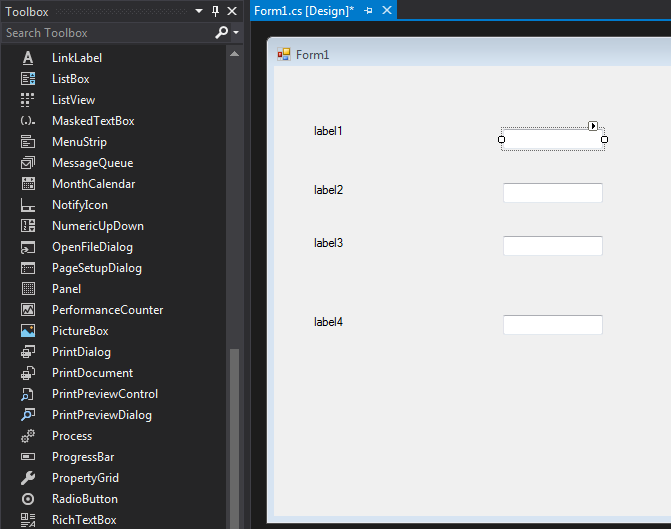 Toolbox
Search Toolbox
LinkLabel
ListBox
ListView
MaskedTextBox
MenuStrip
MessageQueue
MonthCalendar
NotifyIcon
NumericUpDown
OpenFileDialog
PageSetupDialog
Panel
PerformanceCounter
PictureBox
PrintDialog
PrintDocument
PrintPreviewControl
PrintPreviewDialog
Process
ProgressBar
PropertyGrid
RadioButton
RichTextBox
Form1.cs [Design]*
Form1
label1
label2
label3
label4